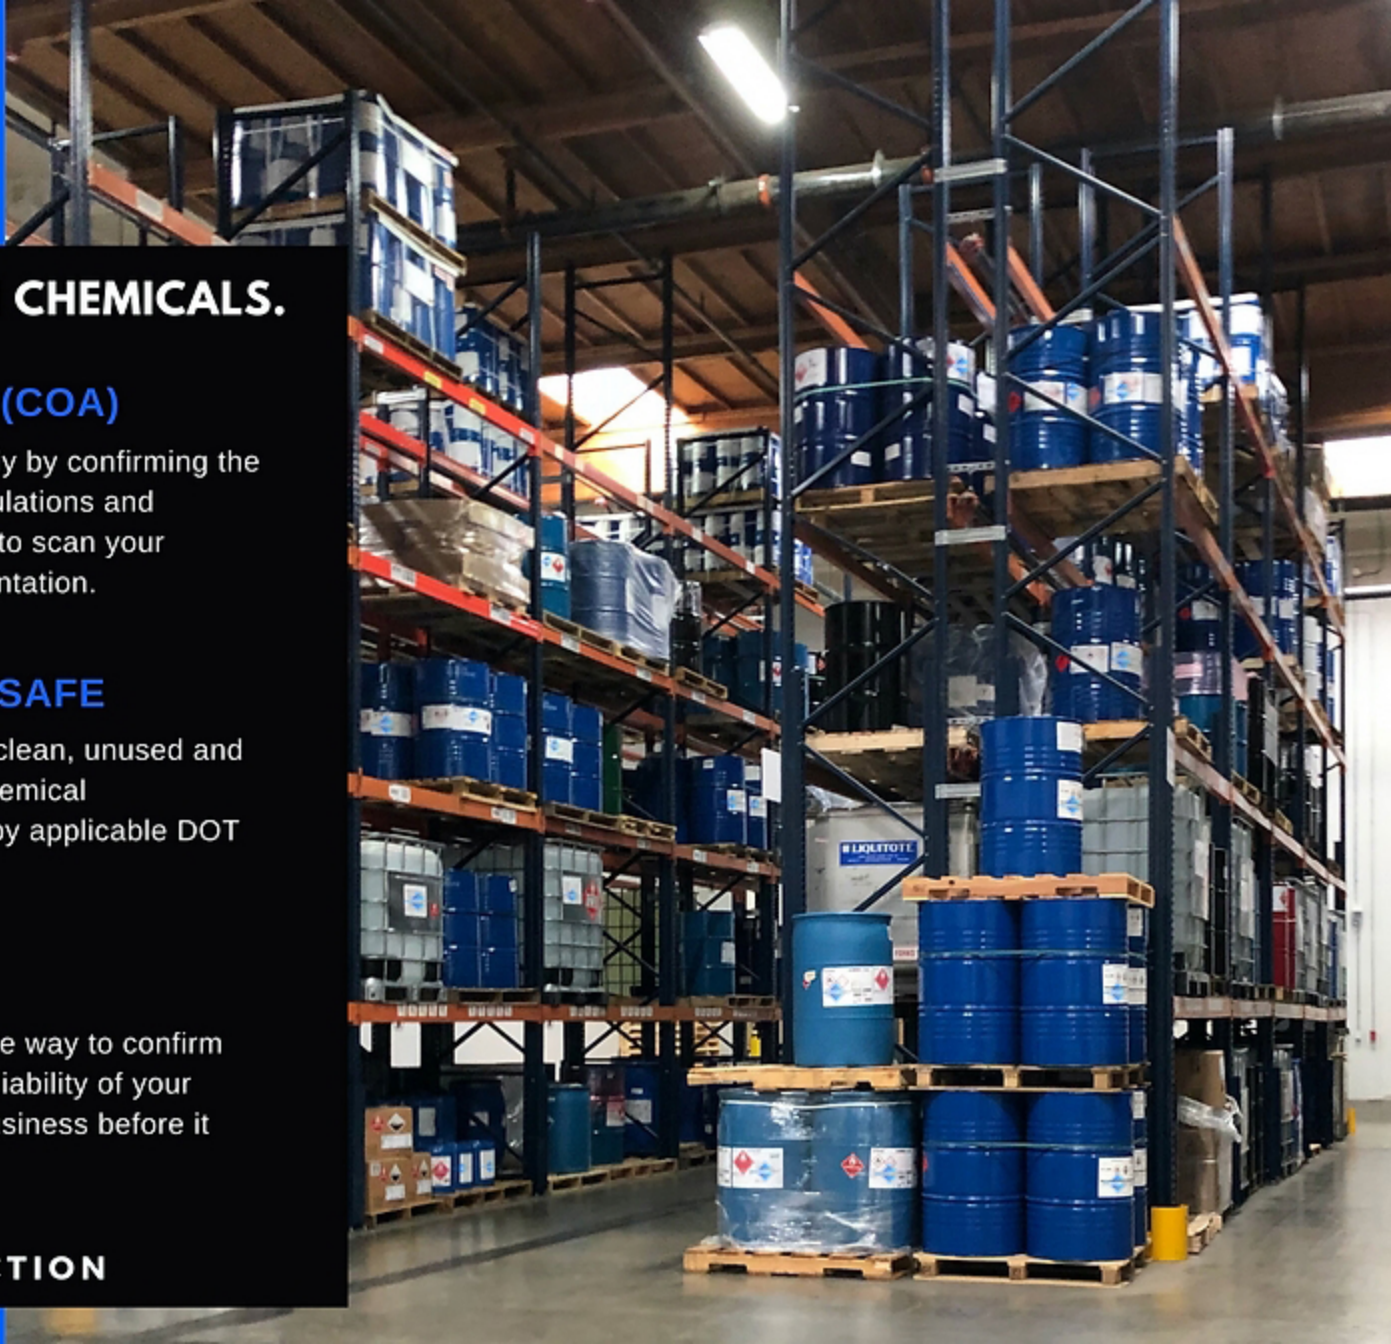 CHEMICALS.
(COA)
y by confirming the
ulations and
to scan your
ntation.
SAFE
clean, unused and
emical
by applicable DOT
e way to confirm
iability of your
siness before it
CTION
LIQUITOTE